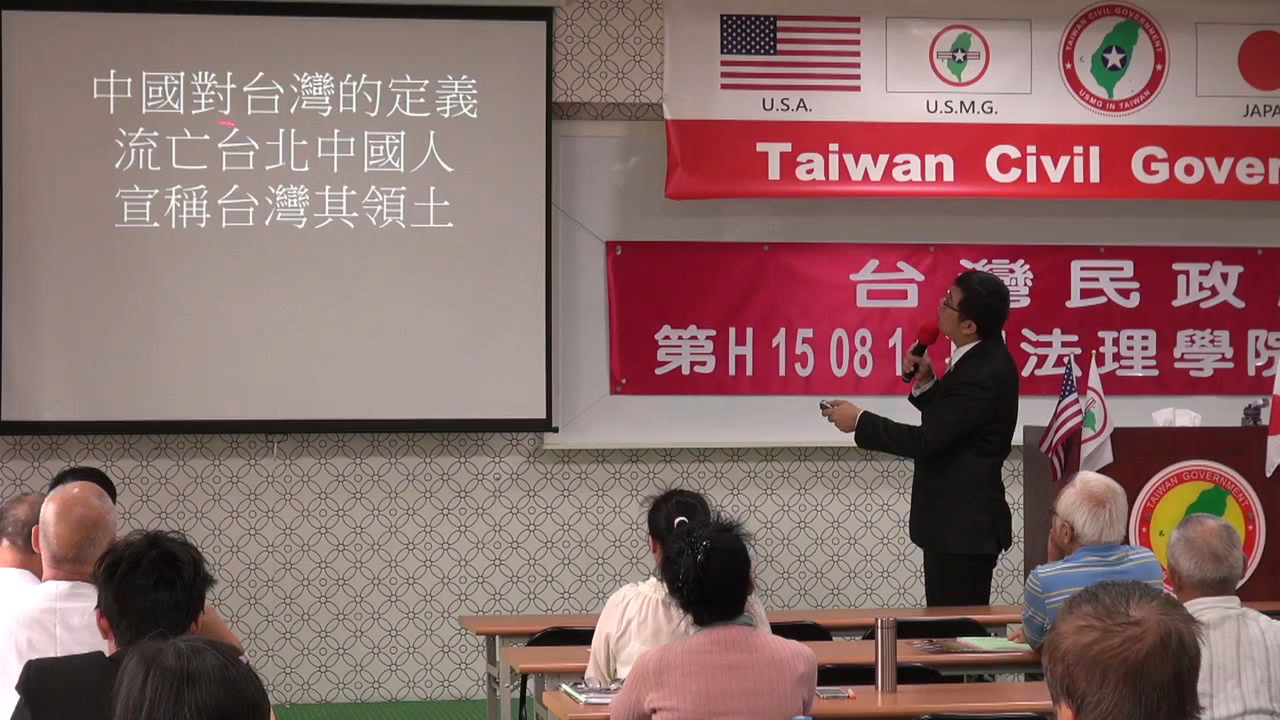 中國對台灣的定義
流亡台北中國人
宣稱台灣其領土
U.S.A.
U.S.M.G.
TAIWAN CIVIL GOVERNMENT
USMG IN TAIWAN
JAPA
Taiwan Civil Gover
台灣民政
第H 15 08 1 法理學院
TAIWAN GOVERNMENT